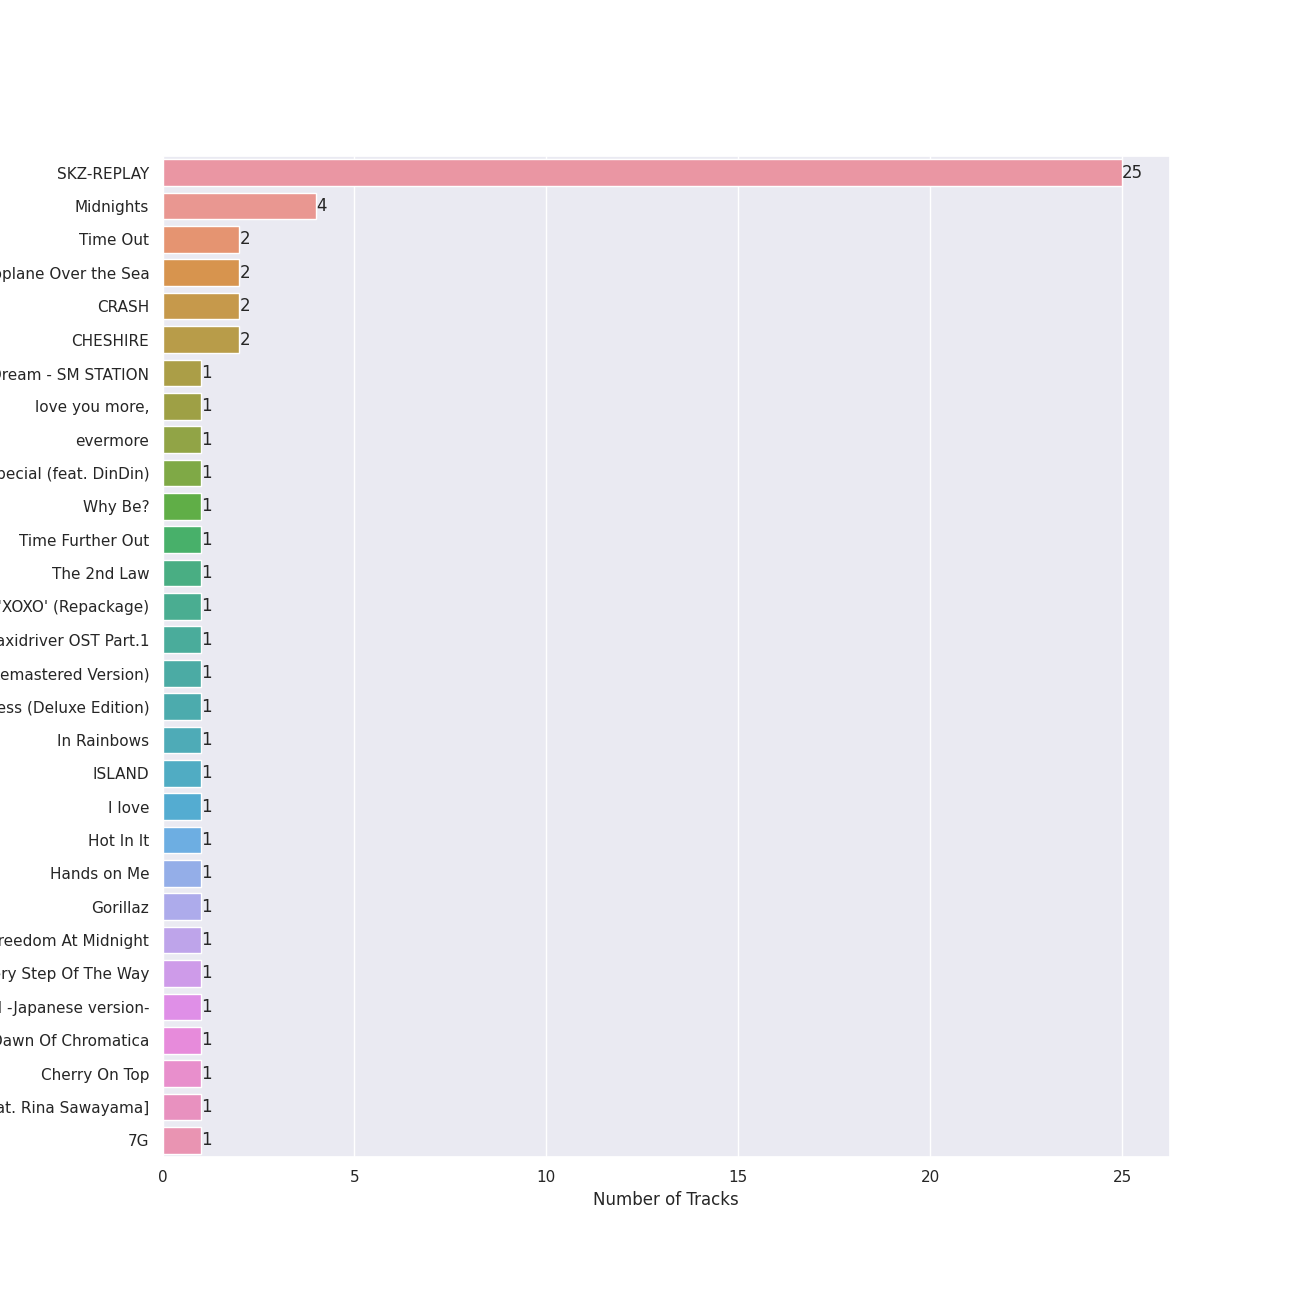 SKZ-REPLAY 25
Midnights 4
Time Out 2
plane Over the Sea 2
CRASH 2
CHESHIRE 2
Dream - SM STATION 1
love you more, 1
evermore 1
pecial (feat. DinDin) 1
Why Be? 1
Time Further Out 1
The 2nd Law 1
'XOXO' (Repackage) 1
axidriver OST Part.1 1
emastered Version) 1
ess (Deluxe Edition) 1
In Rainbows 1
ISLAND 1
I love 1
Hot In It 1
Hands on Me 1
Gorillaz 1
reedom At Midnight 1
ry Step Of The Way 1
-Japanese version- 1
Dawn Of Chromatica 1
Cherry On Top 1
at. Rina Sawayama] 1
7G 1
0 5 10 15 20 25
Number of Tracks